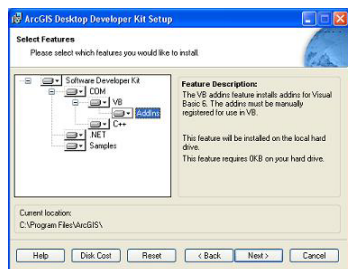 ArcGIS Desktop Developer Kit Setup
Select Features
Please select which features you would like to install.
Software Developer Kit
COM
VB
Addins
C++
.NET
Samples
Feature Description:
The VB addins feature installs addins for Visual
Basic 6. The addins must be manually
registered for use in VB.
This feature will be installed on the local hard
drive.
This feature requires 0KB on your hard drive.
Current location:
C:\Program Files\ArcGIS\
Help Disk Cost Reset < Back Next > Cancel